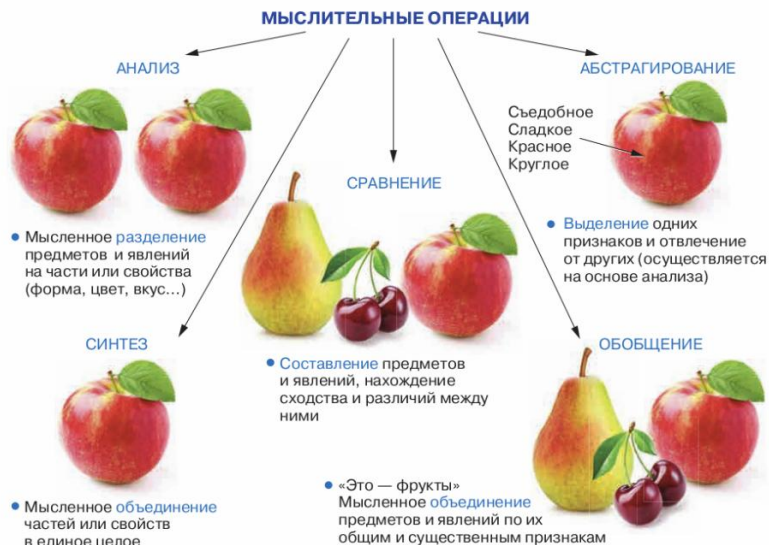 МЫСЛИТЕЛЬНЫЕ ОПЕРАЦИИ
АНАЛИЗ
• Мысленное разделение
предметов и явлений
на части или свойства
(форма, цвет, вкус...)
СИНТЕЗ
• Мысленное объединение
частей или свойств
в единое целое
СРАВНЕНИЕ
• Составление предметов
и явлений, нахождение
сходства и различий между
ними
АБСТРАГИРОВАНИЕ
Съедобное
Сладкое
Красное
Круглое
• Выделение одних
признаков и отвлечение
от других (осуществляется
на основе анализа)
ОБОБЩЕНИЕ
• «Это — фрукты»
Мысленное объединение
предметов и явлений по их
общим и существенным признакам